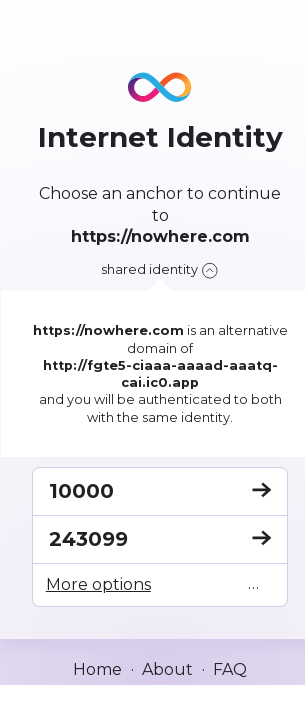 Internet Identity
Choose an anchor to continue
to
https://nowhere.com
shared identity
https://nowhere.com is an alternative
domain of
http://fgte5-ciaaa-aaaad-aaatq-
cai.ic0.app
and you will be authenticated to both
with the same identity.
10000
243099
More options ...
Home · About · FAQ